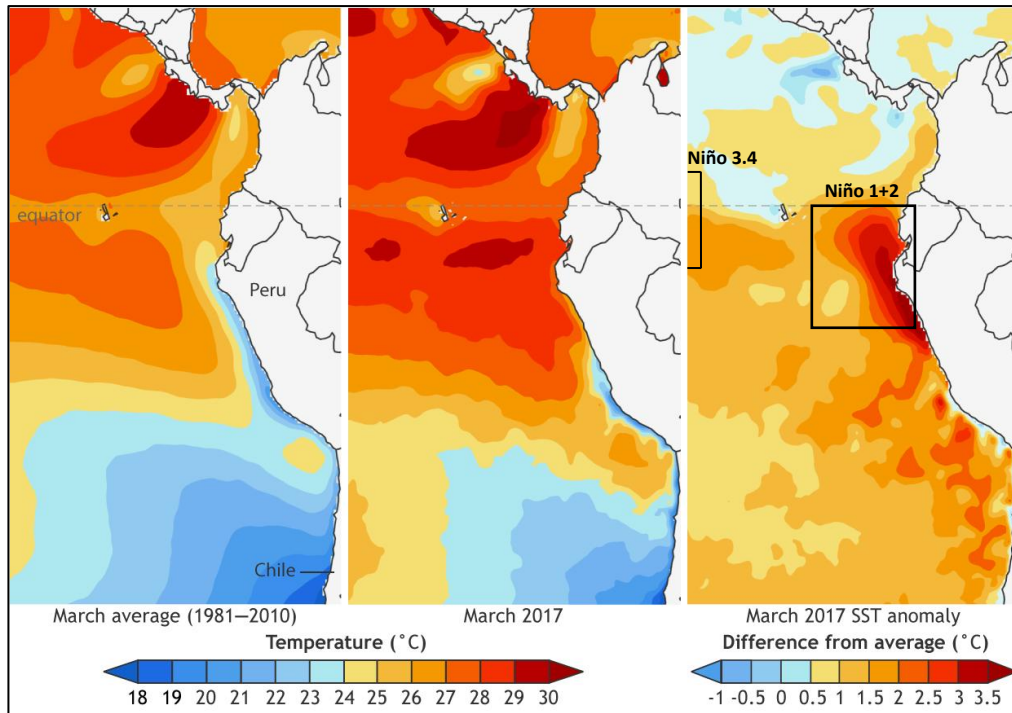 Niño 3.4
Niño 1+2
equator
Peru
Chile
March average (1981—2010)
March 2017
March 2017 SST anomaly
Temperature (°C)
Difference from average (°C)
18 19 20 21 22 23 24 25 26 27 28 29 30
-1 -0.5 0 0.5 1 1.5 2 2.5 3 3.5